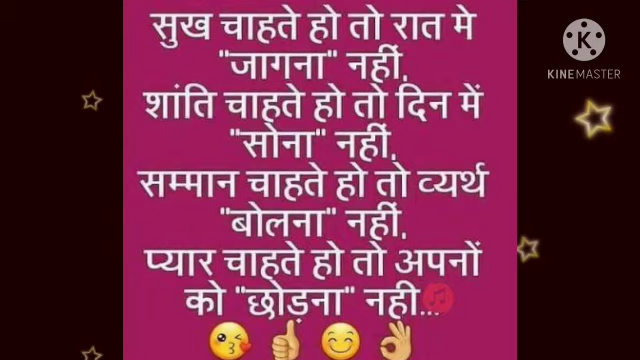 सुख चाहते हो तो रात मे
"जागना" नहीं,
शांति चाहते हो तो दिन में
"सोना" नहीं,
सम्मान चाहते हो तो व्यर्थ
"बोलना" नहीं,
प्यार चाहते हो तो अपनों
को "छोड़ना" नही...
K
KINEMASTER